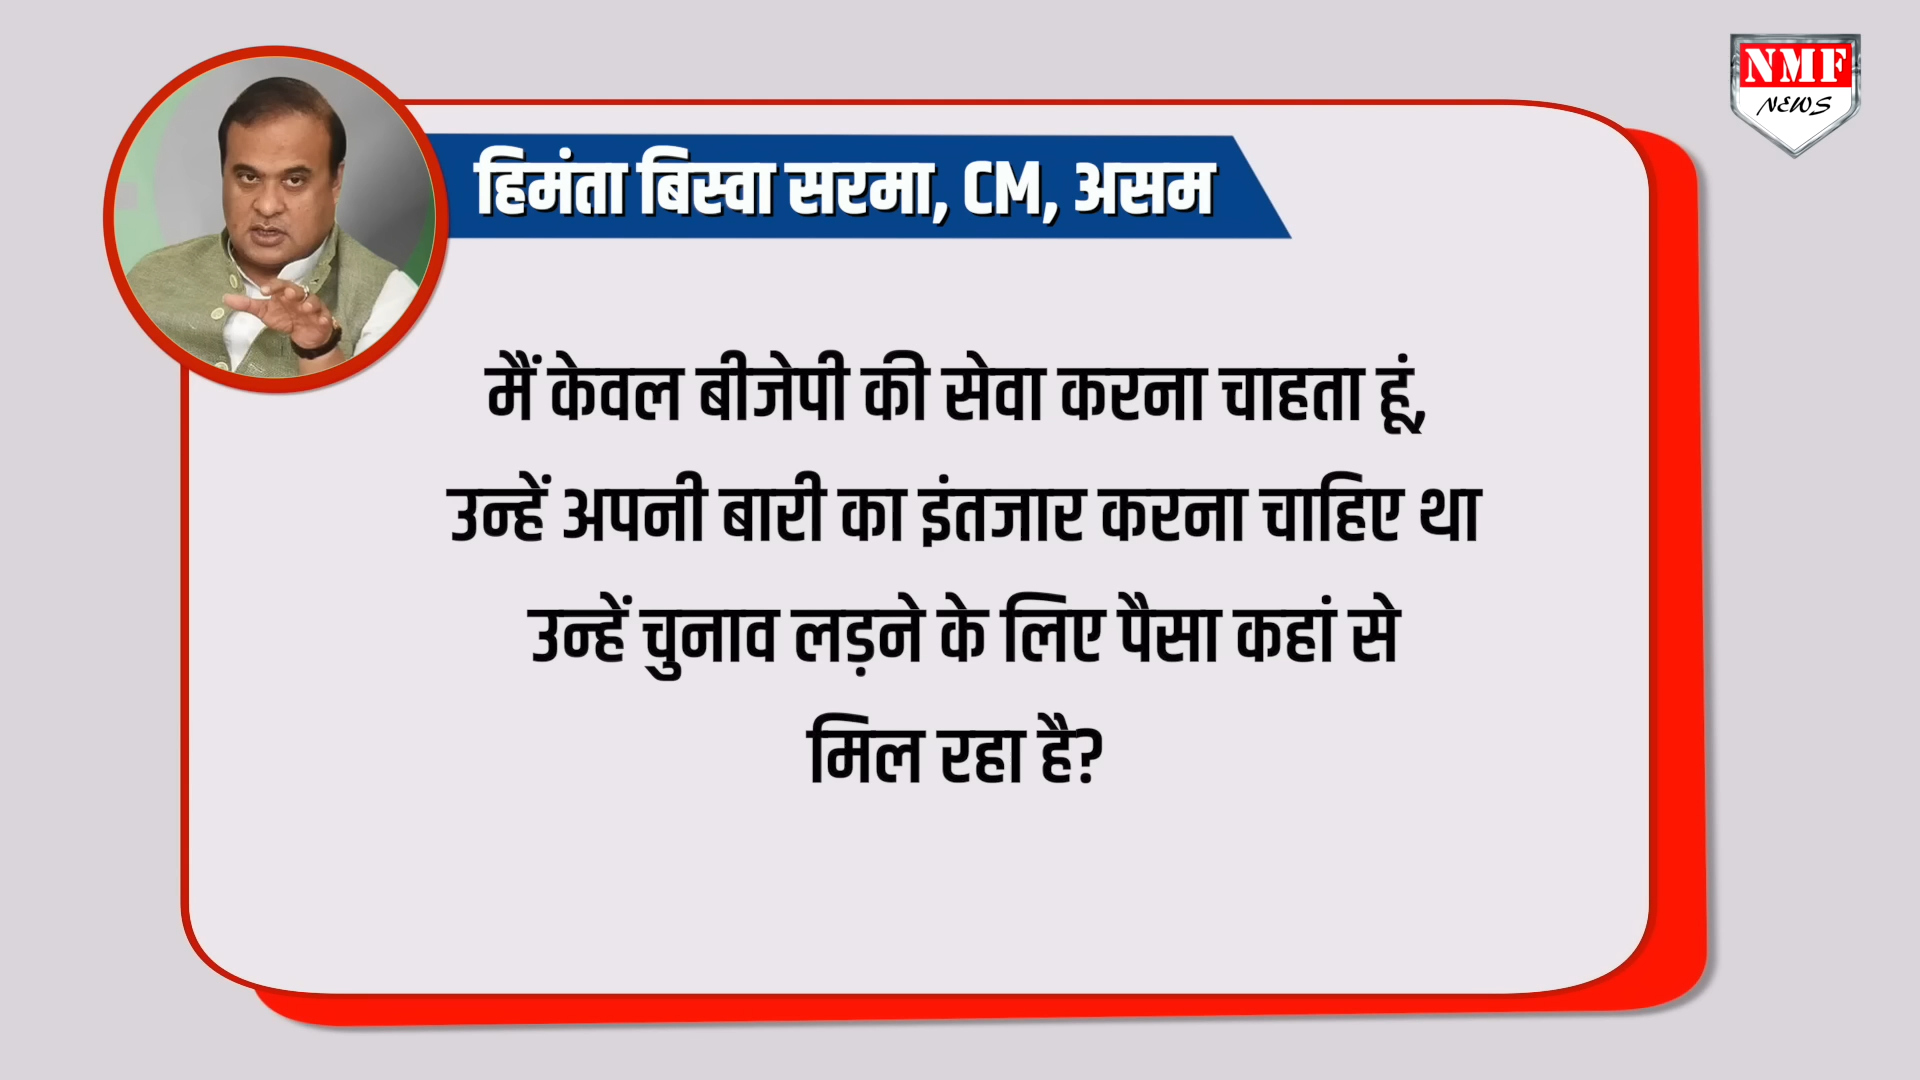 NMF
NEWS
हिमंता बिस्वा सरमा, CM, असम
मैं केवल बीजेपी की सेवा करना चाहता हूं,
उन्हें अपनी बारी का इंतजार करना चाहिए था
उन्हें चुनाव लड़ने के लिए पैसा कहां से
मिल रहा है?